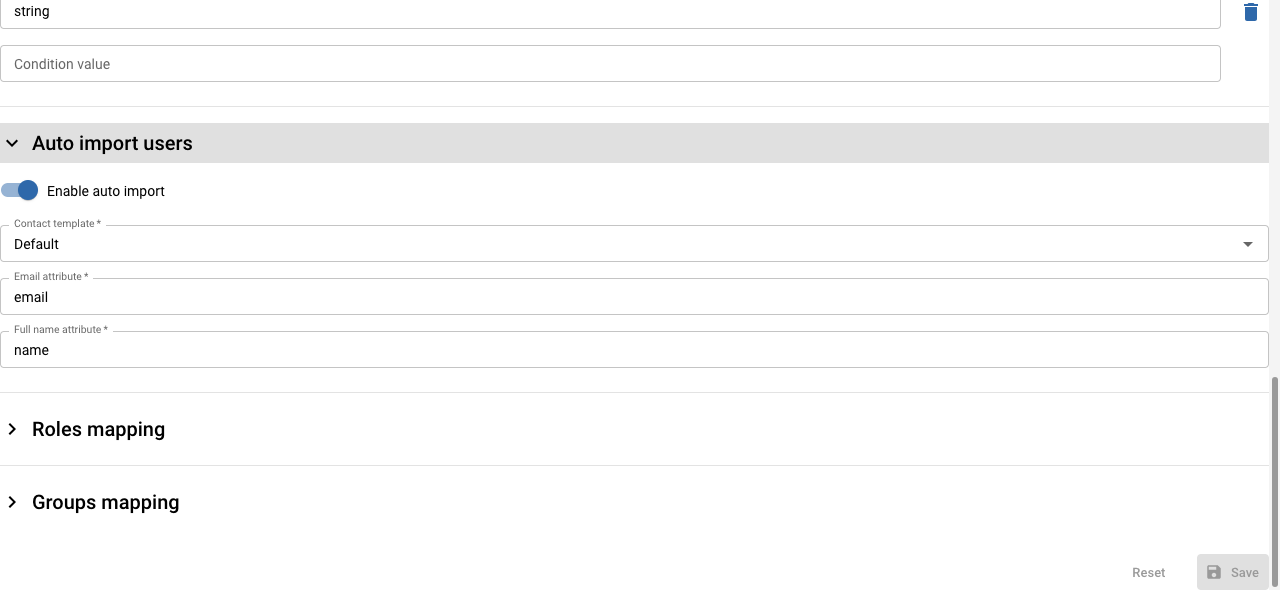 string
Condition value
Auto import users
Enable auto import
Contact template *
Default
Email attribute *
email
Full name attribute *
name
Roles mapping
Groups mapping
Reset
Save